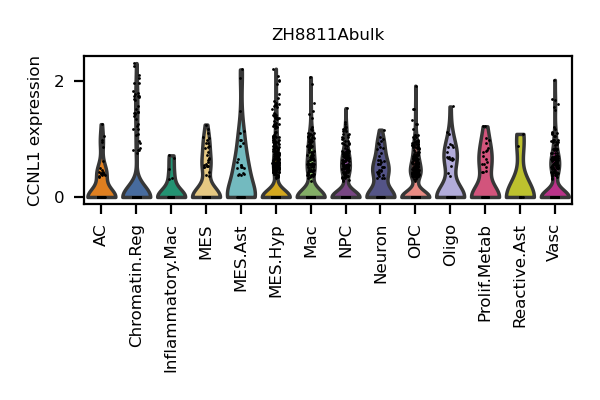 ZH8811Abulk
CCNL1 expression
2
0
AC
Chromatin.Reg
Inflammatory.Mac
MES
MES.Ast
MES.Hyp
Mac
NPC
Neuron
OPC
Oligo
Prolif.Metab
Reactive.Ast
Vasc